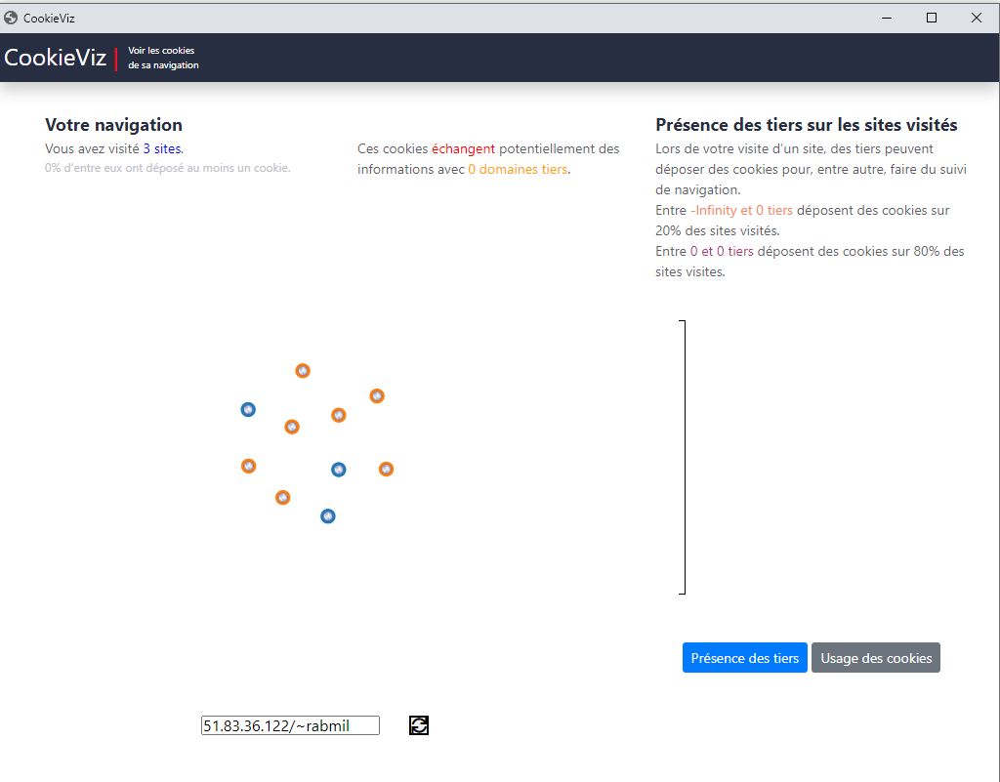 CookieViz
CookieViz
Voir les cookies
de sa navigation
Votre navigation
Vous avez visité 3 sites.
0% d'entre eux ont déposé au moins un cookie.
Ces cookies échangent potentiellement des
informations avec 0 domaines tiers.
Présence des tiers sur les sites visités
Lors de votre visite d'un site, des tiers peuvent
déposer des cookies pour, entre autre, faire du suivi
de navigation.
Entre -Infinity et 0 tiers déposent des cookies sur
20% des sites visités.
Entre 0 et 0 tiers déposent des cookies sur 80% des
sites visites.
Présence des tiers
Usage des cookies
51.83.36.122/~rabmil